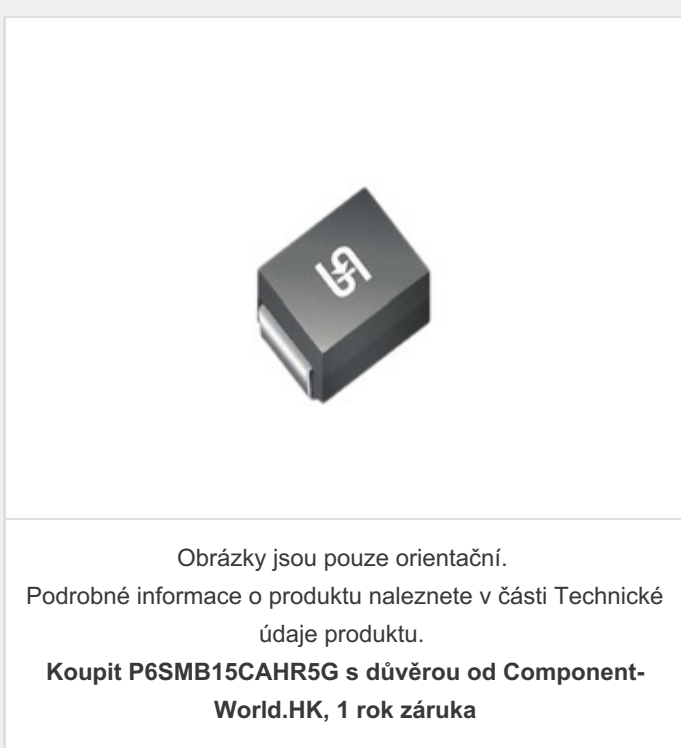 Obrázky jsou pouze orientační.
Podrobné informace o produktu naleznete v části Technické
údaje produktu.
Koupit P6SMB15CAHR5G s důvěrou od Component-
World.HK, 1 rok záruka